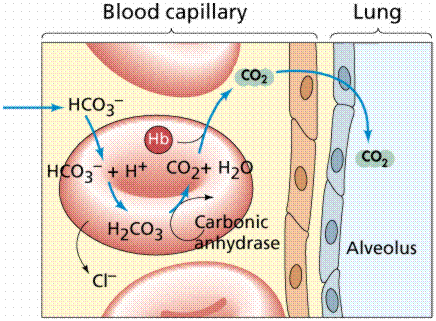 Blood capillary
Lung
CO₂
HCO₃⁻
Hb
CO₂
HCO₃⁻ + H⁺
CO₂ + H₂O
H₂CO₃
Carbonic
anhydrase
Alveolus
Cl⁻